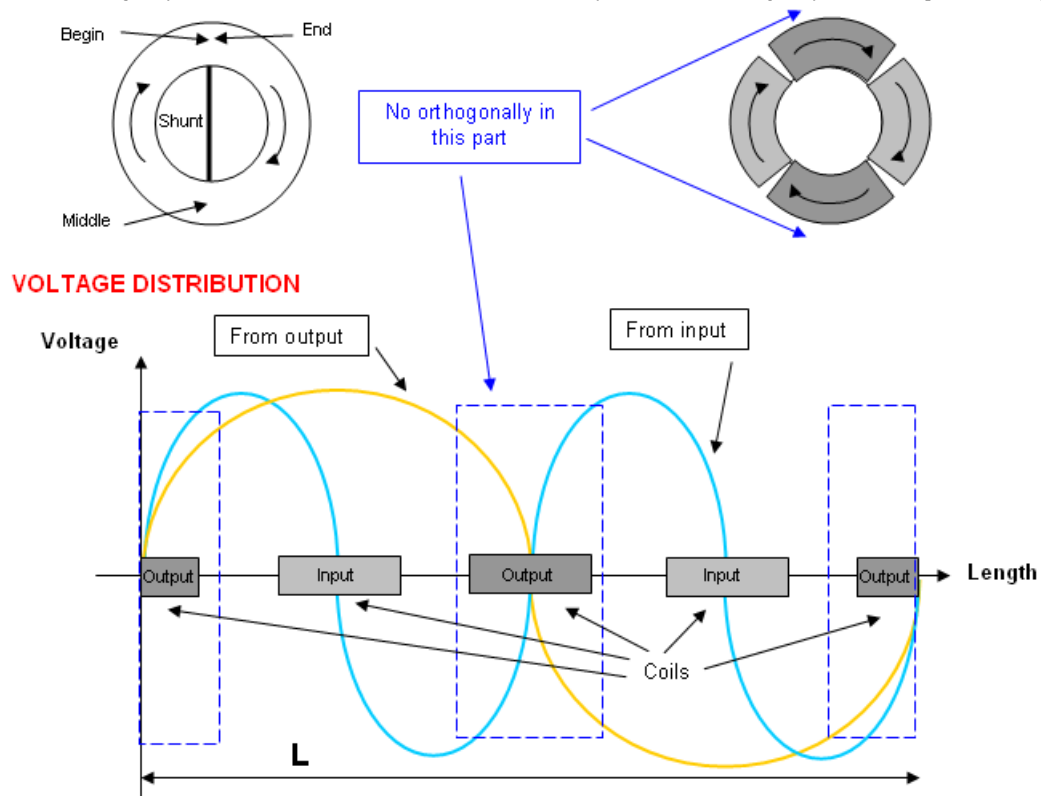 Begin
End
Shunt
Middle
No orthogonally in
this part
VOLTAGE DISTRIBUTION
Voltage
From output
From input
Output
Input
Output
Input
Output
Length
Coils
L